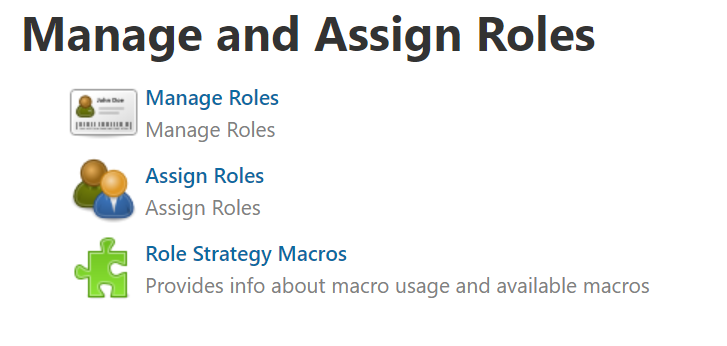 Manage and Assign Roles
John Doe
Manage Roles
Manage Roles
Assign Roles
Assign Roles
Role Strategy Macros
Provides info about macro usage and available macros